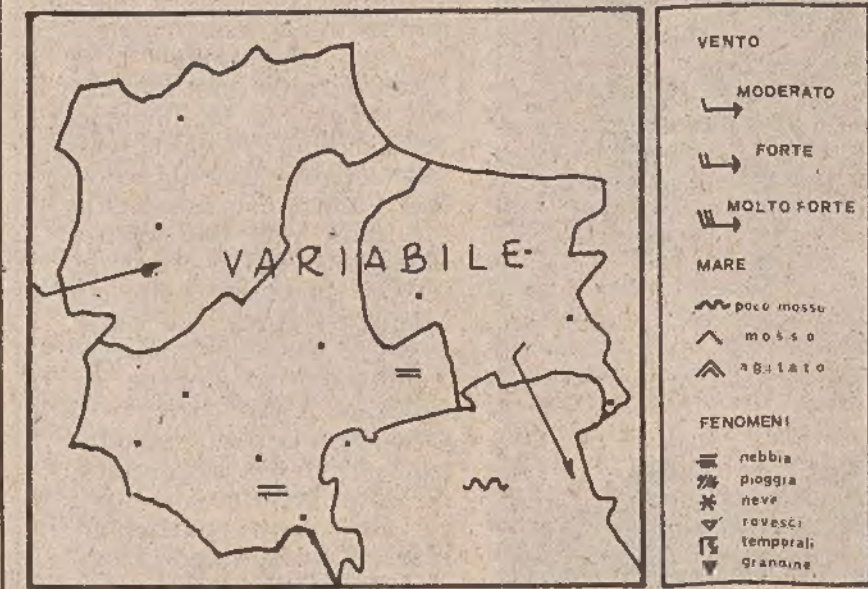 VARIABILE
VENTO
MODERATO
FORTE
MOLTO FORTE
MARE
poco mosso
mosso
agitato
FENOMENI
nebbia
pioggia
neve
rovesci
temporali
grandine